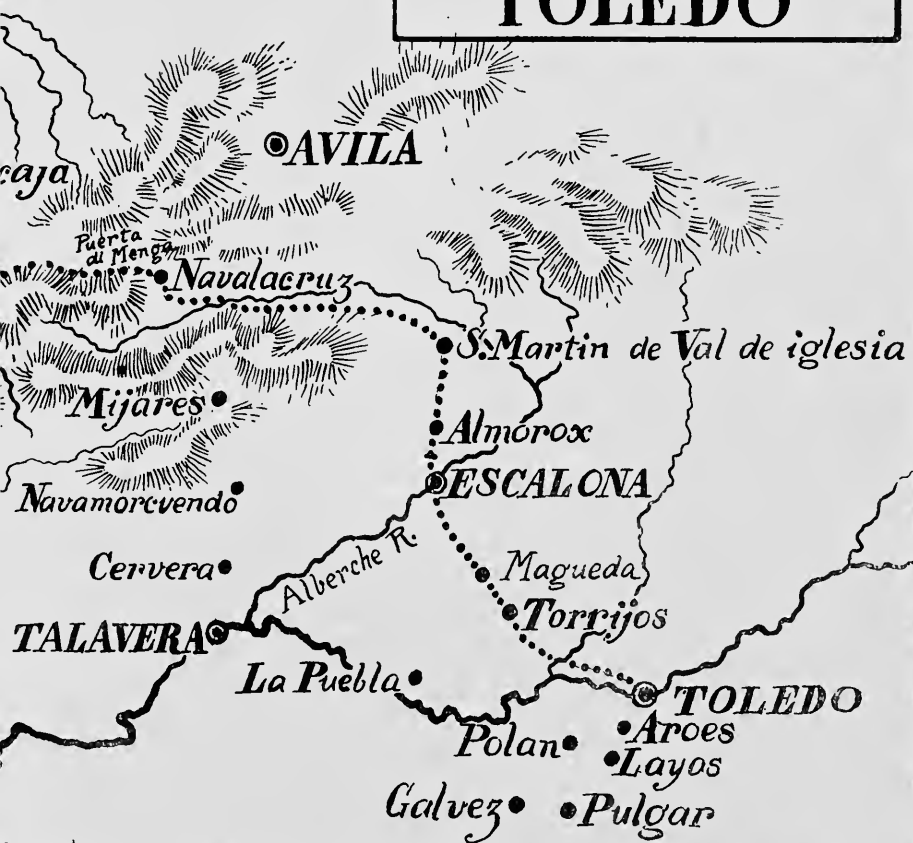 TOLEDO
AVILA
caja
Puerta
di Menga
Navalacruz
S. Martin de Val de iglesia
Mijares
Almorox
ESCALONA
Navamorcvendo
Alberche R.
Cervera
Magueda
Torrijos
TALAVERA
La Puebla
TOLEDO
Aroes
Polan
Layos
Galvez
Pulgar